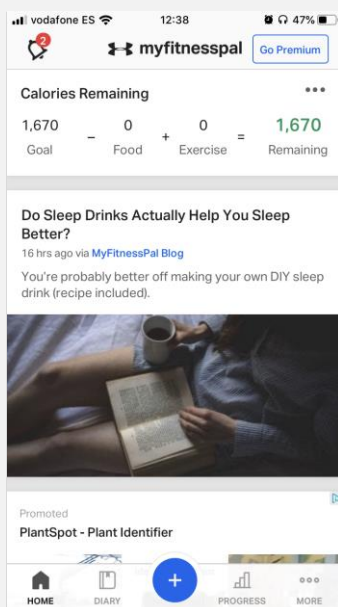 vodafone ES 12:38 47%
2
myfitnesspal Go Premium
Calories Remaining
1,670 - 0 + 0 = 1,670
Goal Food Exercise Remaining
Do Sleep Drinks Actually Help You Sleep
Better?
16 hrs ago via MyFitnessPal Blog
You're probably better off making your own DIY sleep
drink (recipe included).
Promoted
PlantSpot - Plant Identifier
+
HOME DIARY PROGRESS MORE